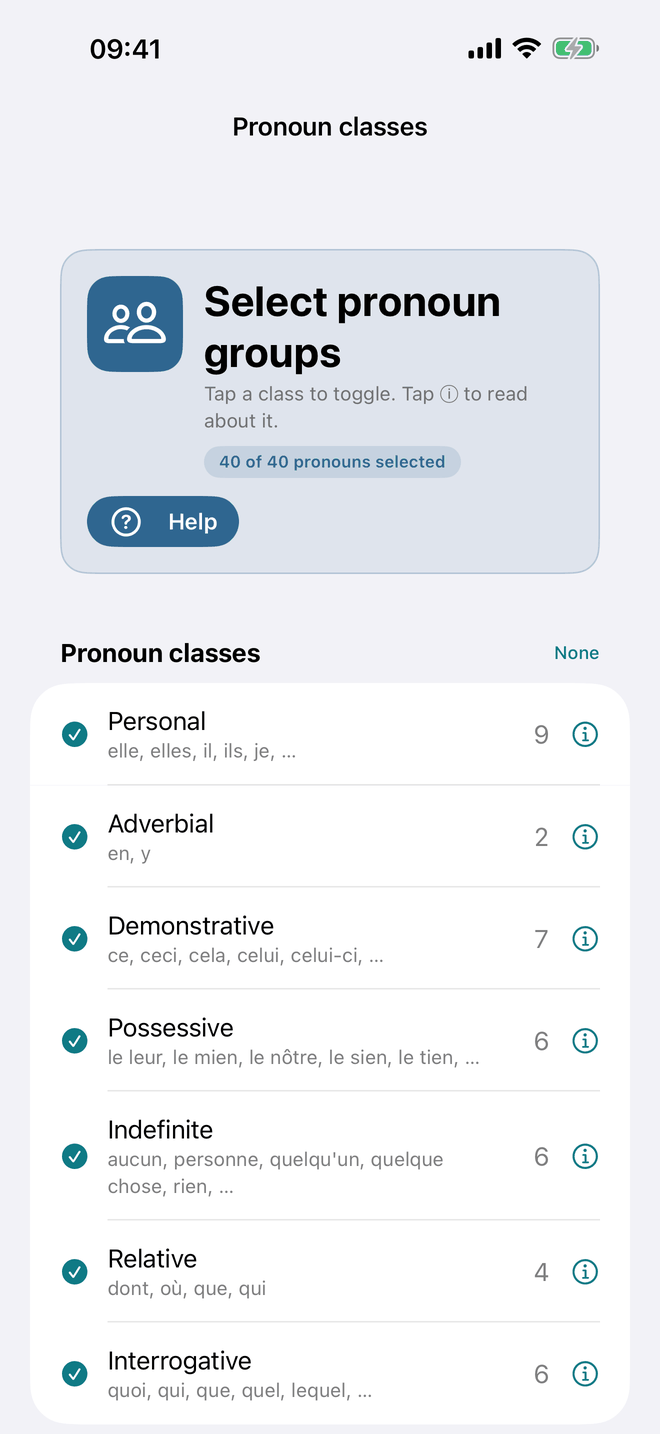 09:41
Pronoun classes
Select pronoun
groups
Tap a class to toggle. Tap ⓘ to read
about it.
40 of 40 pronouns selected
? Help
Pronoun classes
None
Personal
elle, elles, il, ils, je, ...
9
Adverbial
en, y
2
Demonstrative
ce, ceci, cela, celui, celui-ci, ...
7
Possessive
le leur, le mien, le nôtre, le sien, le tien, ...
6
Indefinite
aucun, personne, quelqu'un, quelque
chose, rien, ...
6
Relative
dont, où, que, qui
4
Interrogative
quoi, qui, que, quel, lequel, ...
6